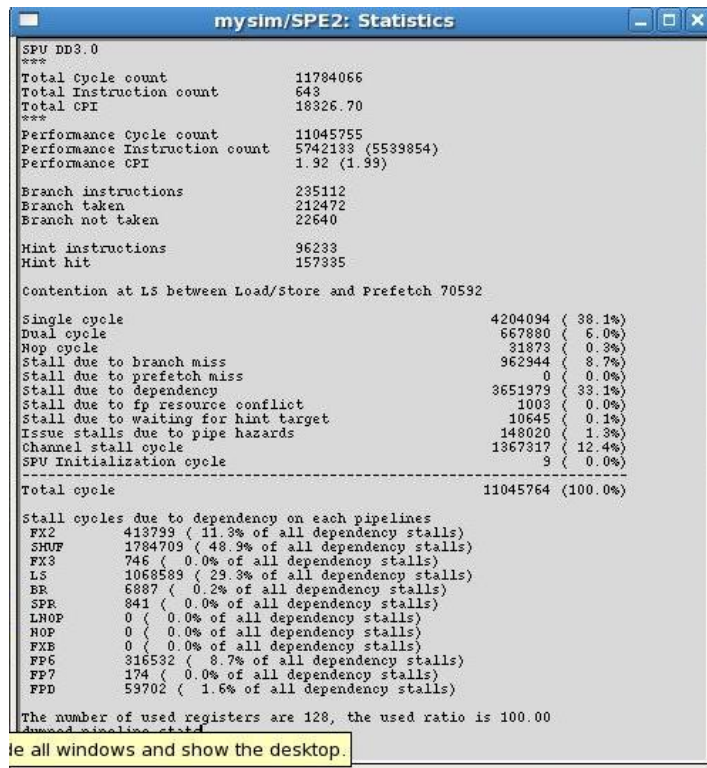 mysim/SPE2: Statistics
SPU DD3.0
***
Total Cycle count 11784066
Total Instruction count 643
Total CPI 18326.70
***
Performance Cycle count 11045755
Performance Instruction count 5742133 (5539854)
Performance CPI 1.92 (1.99)
Branch instructions 235112
Branch taken 212472
Branch not taken 22640
Hint instructions 96233
Hint hit 157335
Contention at LS between Load/Store and Prefetch 70592
Single cycle 4204094 ( 38.1%)
Dual cycle 667880 ( 6.0%)
Nop cycle 31873 ( 0.3%)
Stall due to branch miss 962944 ( 8.7%)
Stall due to prefetch miss 0 ( 0.0%)
Stall due to dependency 3651979 ( 33.1%)
Stall due to fp resource conflict 1003 ( 0.0%)
Stall due to waiting for hint target 10645 ( 0.1%)
Issue stalls due to pipe hazards 148020 ( 1.3%)
Channel stall cycle 1367317 ( 12.4%)
SPU Initialization cycle 9 ( 0.0%)
-----------------------------------------------------------------------
Total cycle 11045764 (100.0%)
Stall cycles due to dependency on each pipelines
FX2 413799 ( 11.3% of all dependency stalls)
SHUF 1784709 ( 48.9% of all dependency stalls)
FX3 746 ( 0.0% of all dependency stalls)
LS 1068589 ( 29.3% of all dependency stalls)
BR 6887 ( 0.2% of all dependency stalls)
SPR 841 ( 0.0% of all dependency stalls)
LNOP 0 ( 0.0% of all dependency stalls)
NOP 0 ( 0.0% of all dependency stalls)
FXB 0 ( 0.0% of all dependency stalls)
FP6 316532 ( 8.7% of all dependency stalls)
FP7 174 ( 0.0% of all dependency stalls)
FPD 59702 ( 1.6% of all dependency stalls)
The number of used registers are 128, the used ratio is 100.00
dumped pipeline stats
de all windows and show the desktop.